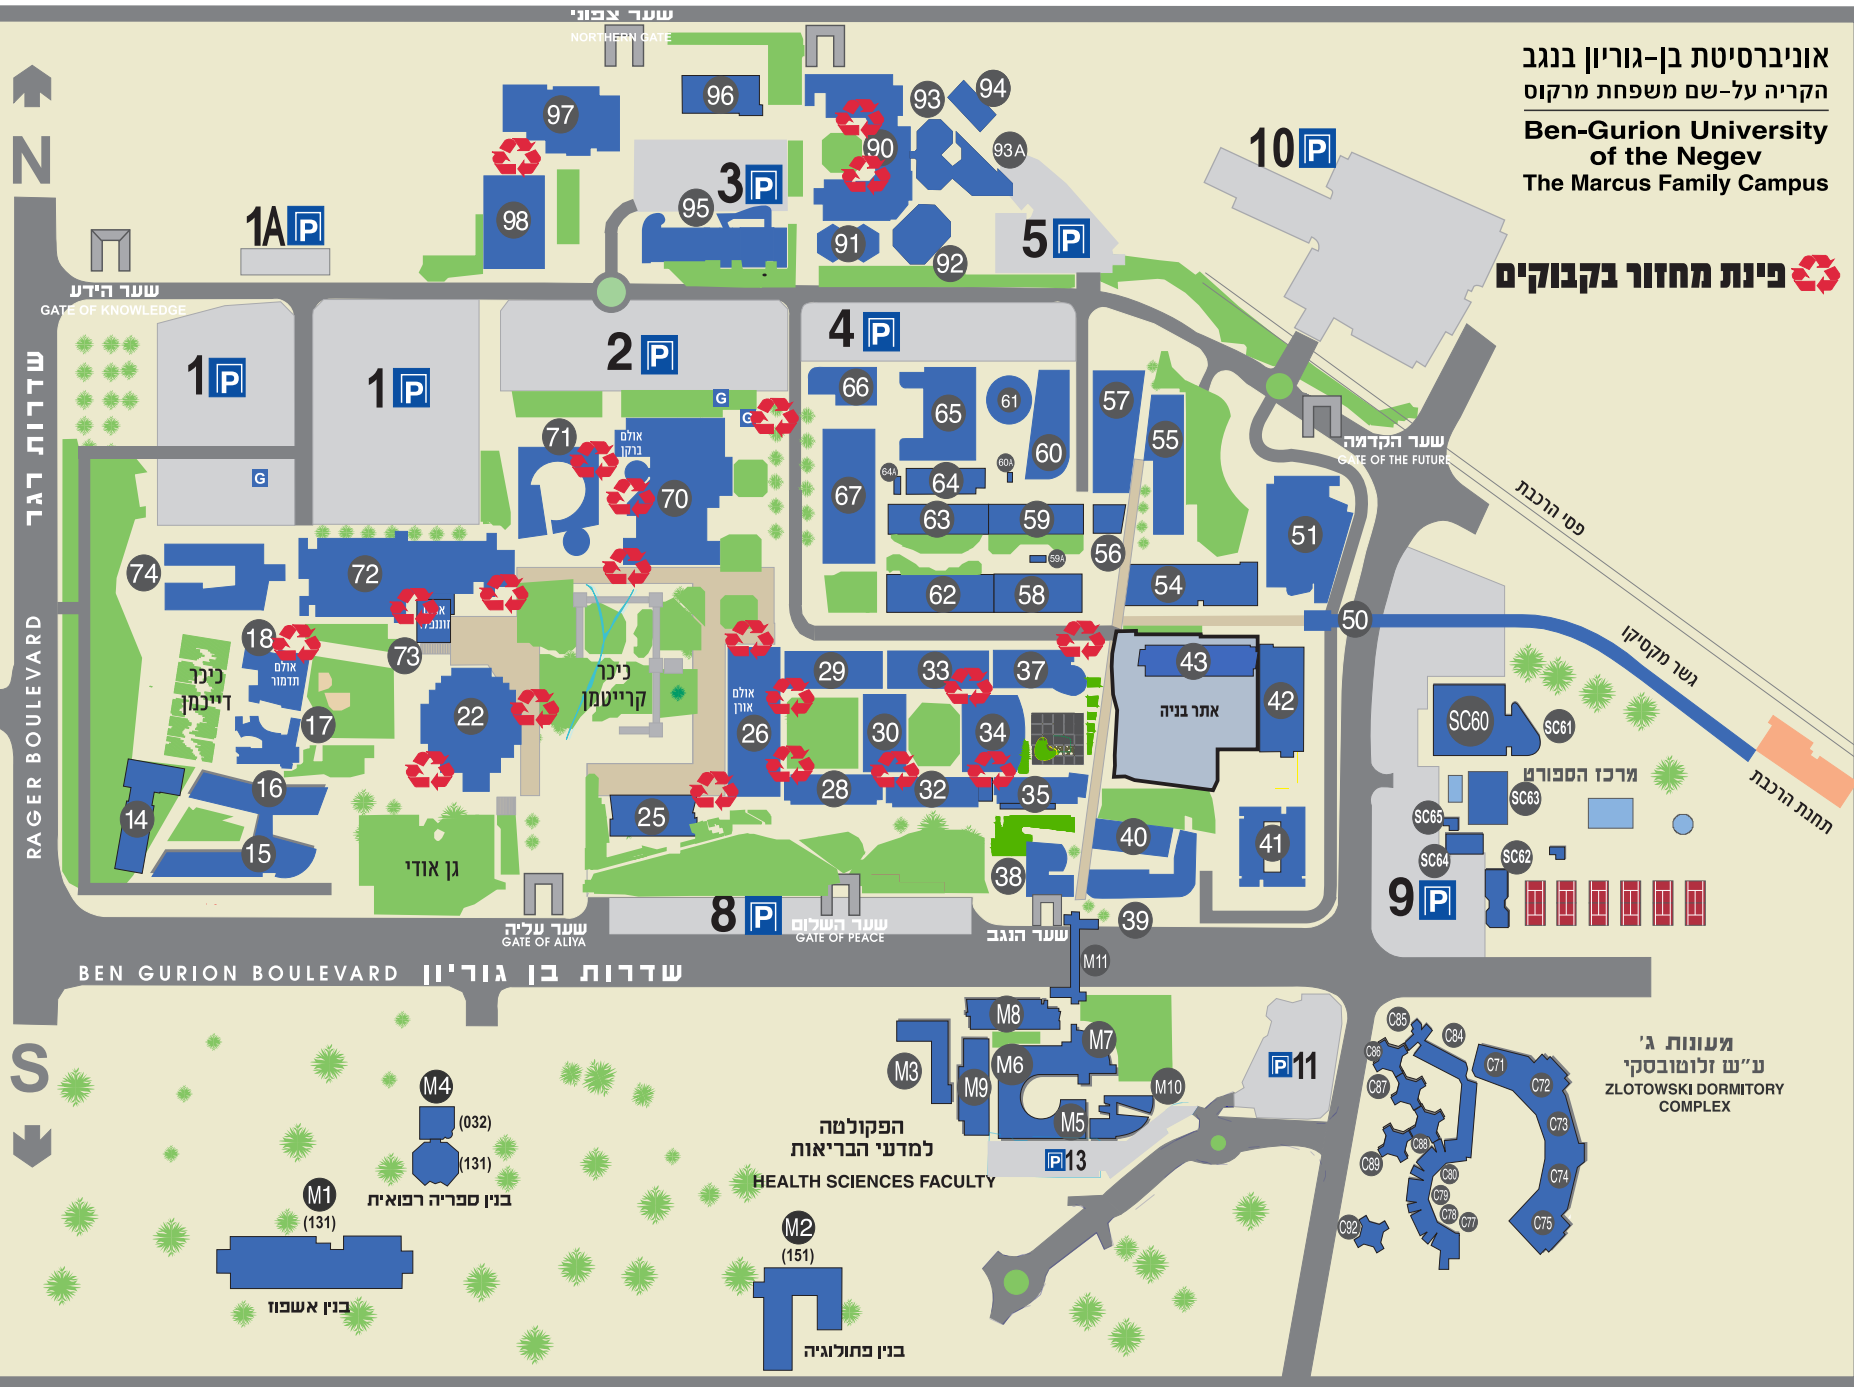 שער צפוני
NORTHERN GATE
אוניברסיטת בן-גוריון בנגב
הקריה על-שם משפחת מרקוס
Ben-Gurion University
of the Negev
The Marcus Family Campus
פינת מחזור בקבוקים
N
97
96
90
93
94
93A
3 P
10 P
98
95
91
92
5 P
1A P
שער הידע
GATE OF KNOWLEDGE
1 P
1 P
2 P
4 P
G
G
G
66
65
61
60
57
55
71
אולם
ברקן
70
67
64A
64
60A
63
59
56
59A
62
58
54
51
שער הקדמה
GATE OF THE FUTURE
פסי הרכבת
שדרות רגר
RAGER BOULEVARD
74
72
73
18
אולם
תדמור
17
כיכר
דייכמן
22
כיכר
קרייטמן
אולם
אורן
26
29
33
37
30
34
28
32
35
25
16
14
15
גן אודי
43
אתר בניה
42
50
גשר מקסיקו
תחנת הרכבת
SC60
SC61
מרכז הספורט
SC63
SC65
SC64
SC62
9 P
40
41
38
39
8 P
שער עליה
GATE OF ALIYA
שער השלום
GATE OF PEACE
שער הנגב
BEN GURION BOULEVARD שדרות בן גוריון
M11
S
M8
M7
M3
M9
M6
M10
M5
P 11
P 13
הפקולטה
למדעי הבריאות
HEALTH SCIENCES FACULTY
M4
(032)
(131)
בנין ספריה רפואית
M1
(131)
בנין אשפוז
M2
(151)
בנין פתולוגיה
C85
C84
C86
C87
C88
C89
C80
C79
C78
C77
C92
C71
C72
C73
C74
C75
מעונות ג'
ע"ש זלוטובסקי
ZLOTOWSKI DORMITORY
COMPLEX